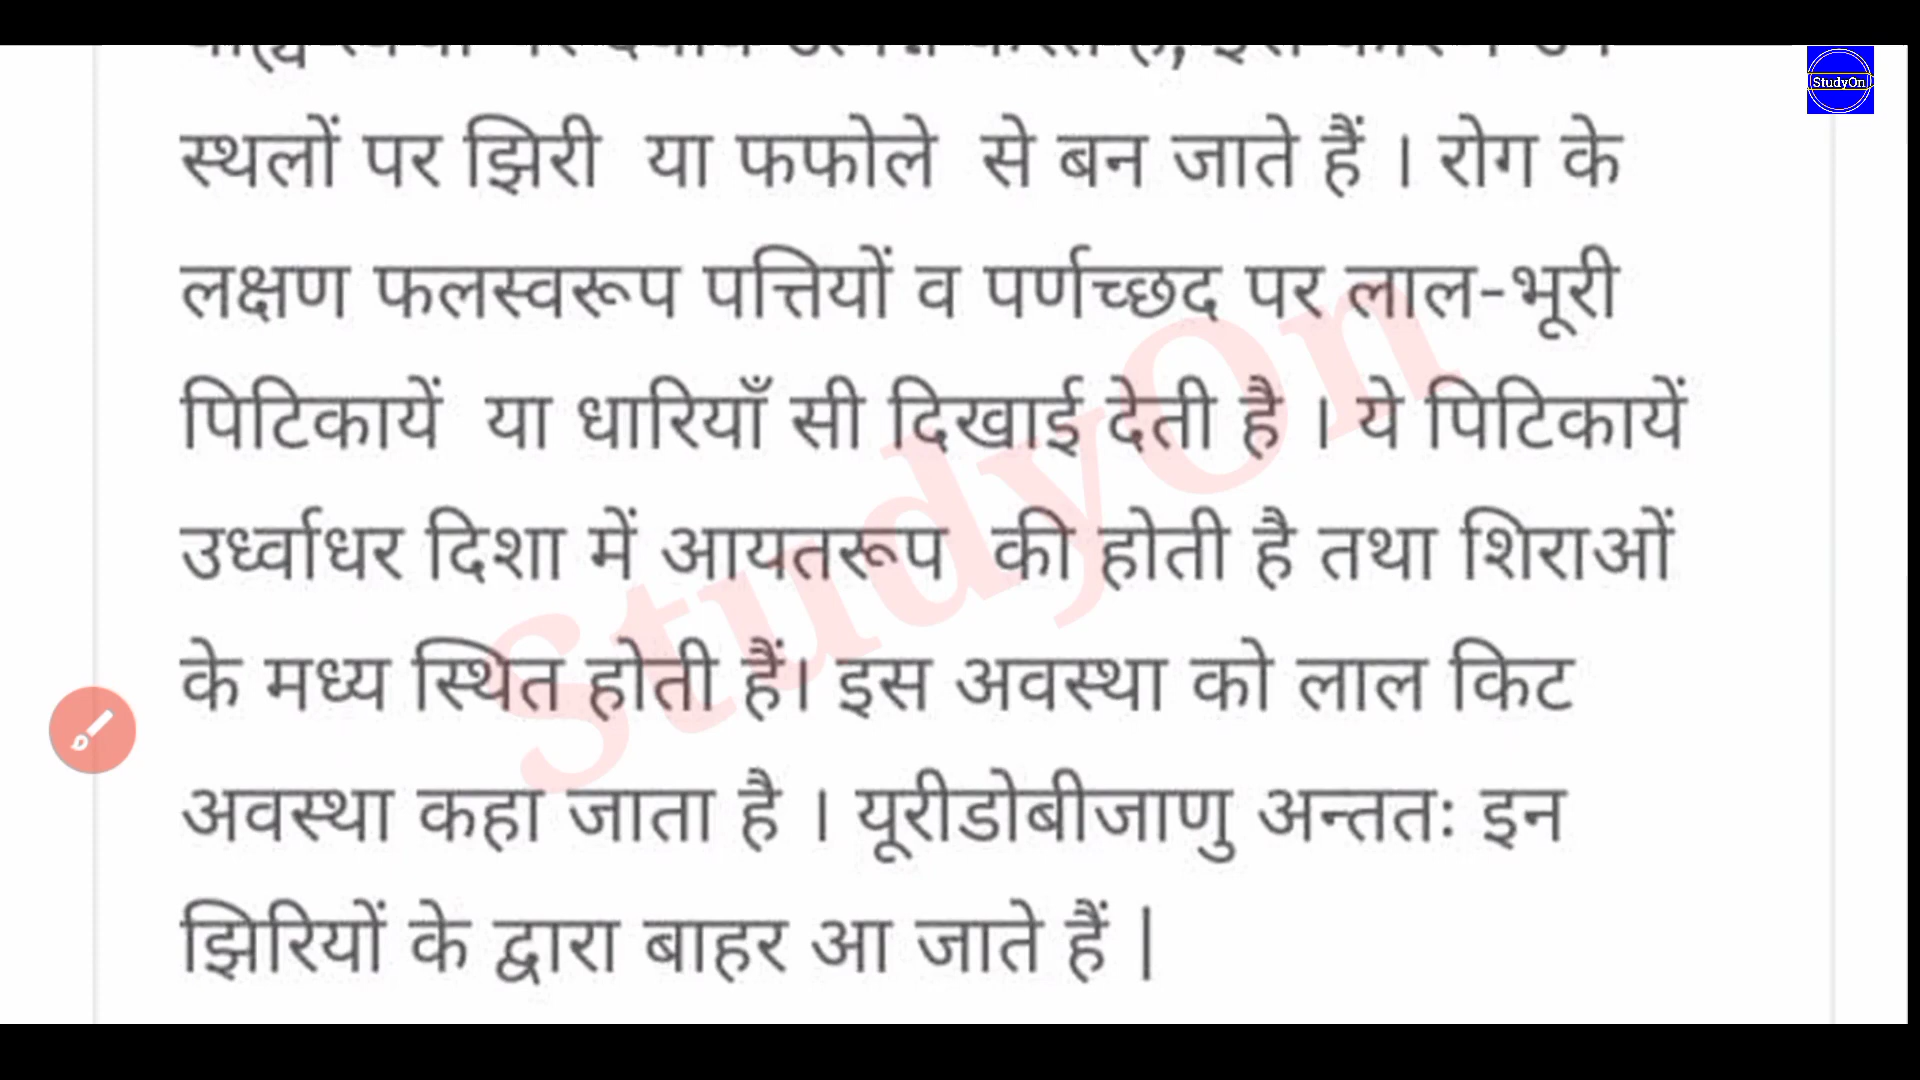 StudyOn
स्थलों पर झिरी या फफोले से बन जाते हैं । रोग के
लक्षण फलस्वरूप पत्तियों व पर्णच्छद पर लाल-भूरी
पिटिकायें या धारियाँ सी दिखाई देती है । ये पिटिकायें
उर्ध्वाधर दिशा में आयतरूप की होती है तथा शिराओं
के मध्य स्थित होती हैं। इस अवस्था को लाल किट
अवस्था कहा जाता है । यूरीडोबीजाणु अन्ततः इन
झिरियों के द्वारा बाहर आ जाते हैं |
StudyOn